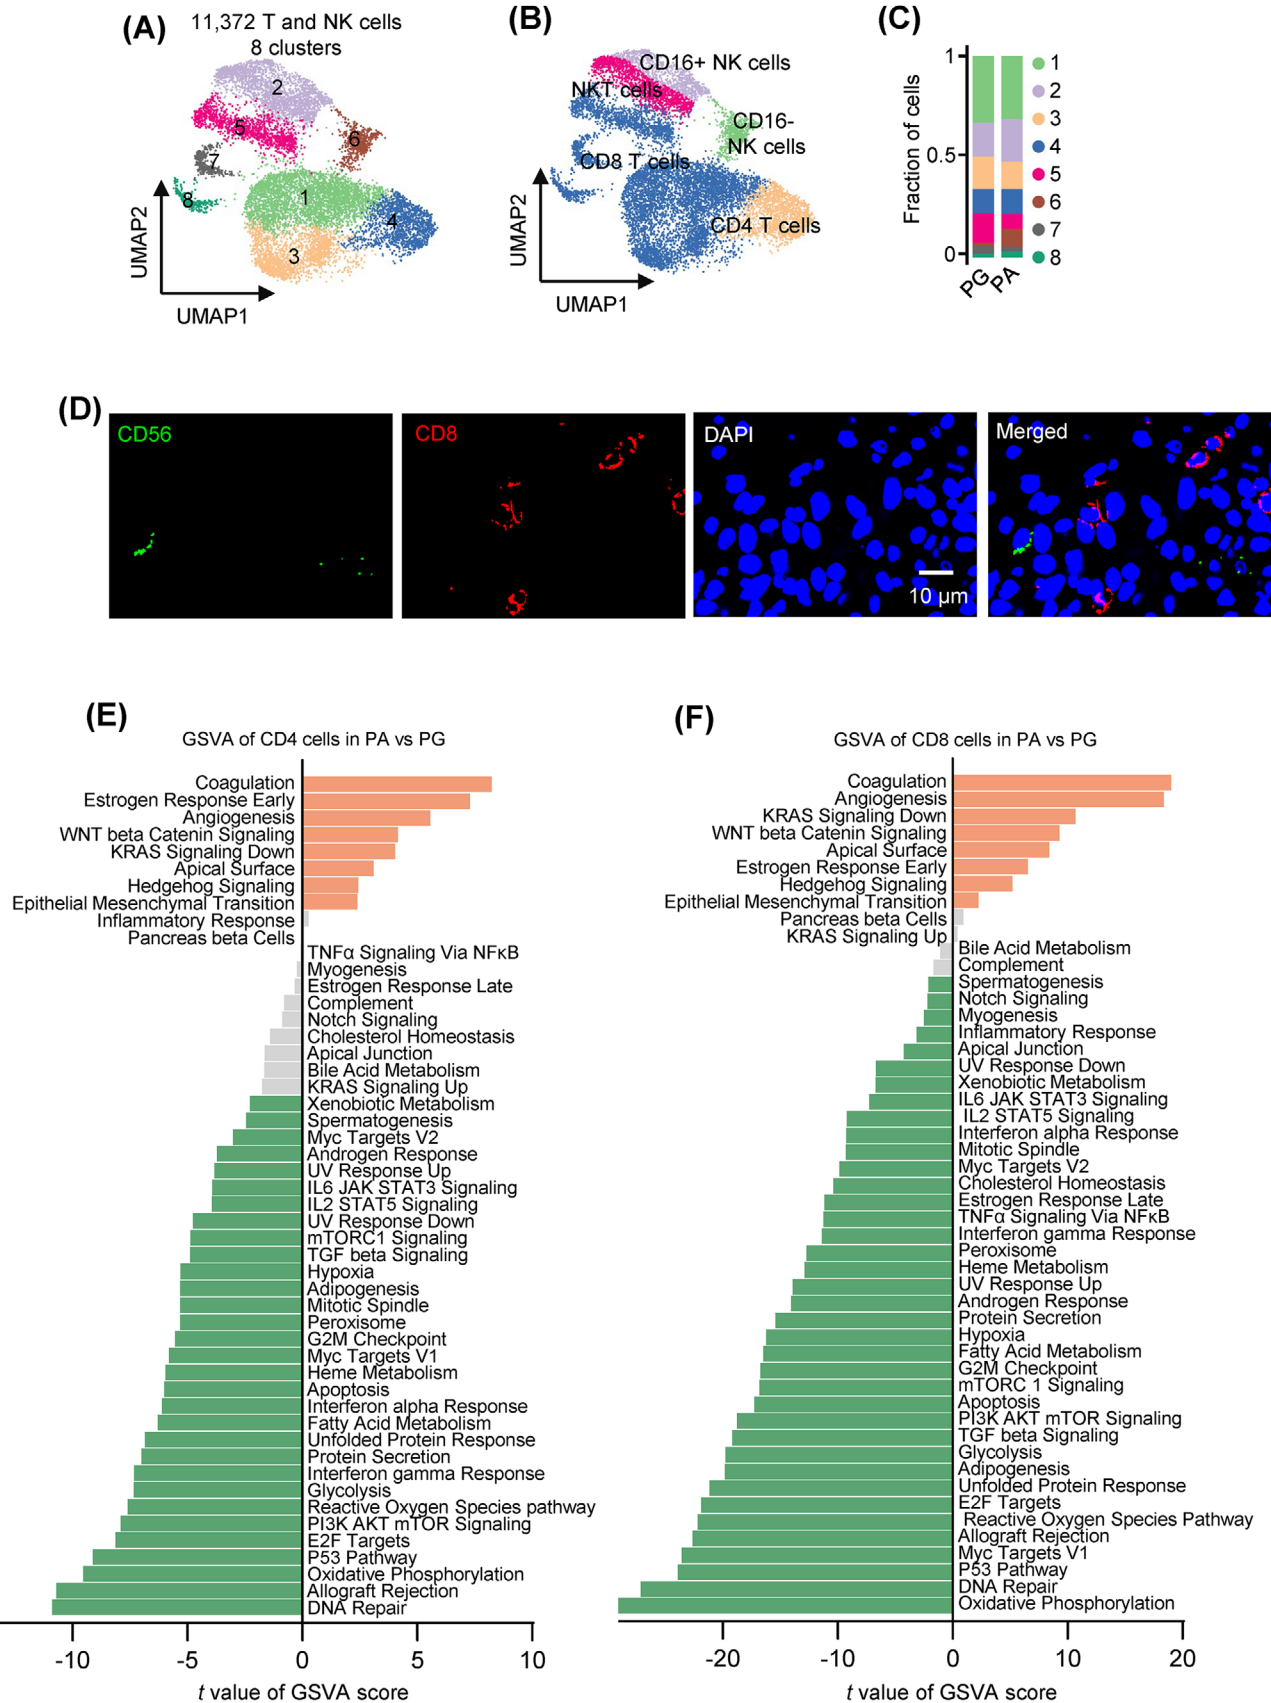 (A)
11,372 T and NK cells
8 clusters
2
5
6
7
8
1
4
3
UMAP2
UMAP1
(B)
CD16+ NK cells
NKT cells
CD16-
NK cells
CD8 T cells
CD4 T cells
UMAP2
UMAP1
(C)
Fraction of cells
1
0.5
0
PG
PA
1
2
3
4
5
6
7
8
(D)
CD56
CD8
DAPI
10 μm
Merged
(E)
GSVA of CD4 cells in PA vs PG
Coagulation
Estrogen Response Early
Angiogenesis
WNT beta Catenin Signaling
KRAS Signaling Down
Apical Surface
Hedgehog Signaling
Epithelial Mesenchymal Transition
Inflammatory Response
Pancreas beta Cells
TNFα Signaling Via NFκB
Myogenesis
Estrogen Response Late
Complement
Notch Signaling
Cholesterol Homeostasis
Apical Junction
Bile Acid Metabolism
KRAS Signaling Up
Xenobiotic Metabolism
Spermatogenesis
Myc Targets V2
Androgen Response
UV Response Up
IL6 JAK STAT3 Signaling
IL2 STAT5 Signaling
UV Response Down
mTORC1 Signaling
TGF beta Signaling
Hypoxia
Adipogenesis
Mitotic Spindle
Peroxisome
G2M Checkpoint
Myc Targets V1
Heme Metabolism
Apoptosis
Interferon alpha Response
Fatty Acid Metabolism
Unfolded Protein Response
Protein Secretion
Interferon gamma Response
Glycolysis
Reactive Oxygen Species pathway
PI3K AKT mTOR Signaling
E2F Targets
P53 Pathway
Oxidative Phosphorylation
Allograft Rejection
DNA Repair
-10
-5
0
5
10
t value of GSVA score
(F)
GSVA of CD8 cells in PA vs PG
Coagulation
Angiogenesis
KRAS Signaling Down
WNT beta Catenin Signaling
Apical Surface
Estrogen Response Early
Hedgehog Signaling
Epithelial Mesenchymal Transition
Pancreas beta Cells
KRAS Signaling Up
Bile Acid Metabolism
Complement
Spermatogenesis
Notch Signaling
Myogenesis
Inflammatory Response
Apical Junction
UV Response Down
Xenobiotic Metabolism
IL6 JAK STAT3 Signaling
IL2 STAT5 Signaling
Interferon alpha Response
Mitotic Spindle
Myc Targets V2
Cholesterol Homeostasis
Estrogen Response Late
TNFα Signaling Via NFκB
Interferon gamma Response
Peroxisome
Heme Metabolism
UV Response Up
Androgen Response
Protein Secretion
Hypoxia
Fatty Acid Metabolism
G2M Checkpoint
mTORC 1 Signaling
Apoptosis
PI3K AKT mTOR Signaling
TGF beta Signaling
Glycolysis
Adipogenesis
Unfolded Protein Response
E2F Targets
Reactive Oxygen Species Pathway
Allograft Rejection
Myc Targets V1
P53 Pathway
DNA Repair
Oxidative Phosphorylation
-20
-10
0
10
20
t value of GSVA score